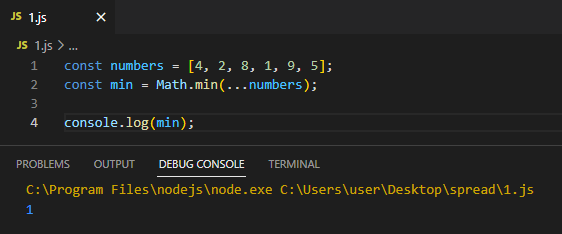 JS 1.js ×
JS 1.js > ...
1 const numbers = [4, 2, 8, 1, 9, 5];
2 const min = Math.min(...numbers);
3
4 console.log(min);
PROBLEMS OUTPUT DEBUG CONSOLE TERMINAL
C:\Program Files\nodejs\node.exe C:\Users\user\Desktop\spread\1.js
1